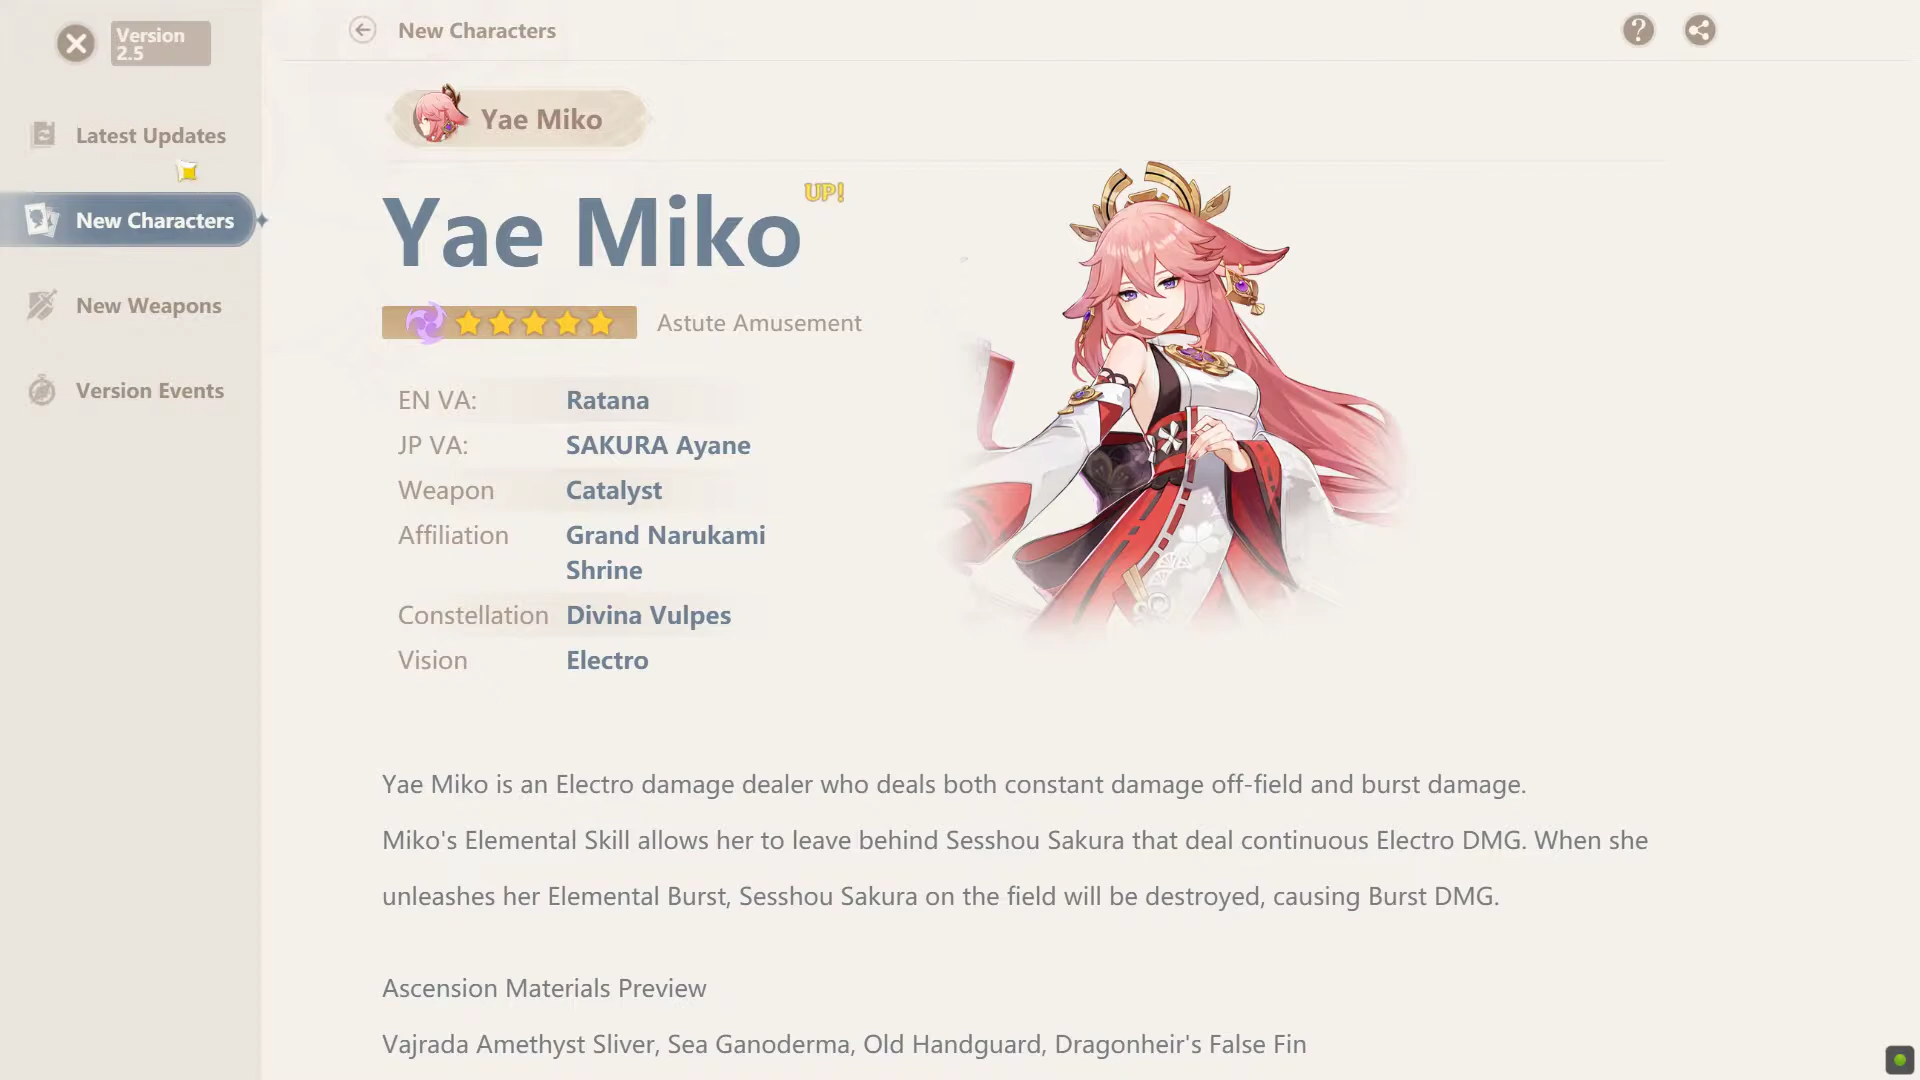 Version
2.5
New Characters
Latest Updates
New Characters
New Weapons
Version Events
Yae Miko
Yae Miko UP!
Astute Amusement
EN VA: Ratana
JP VA: SAKURA Ayane
Weapon Catalyst
Affiliation Grand Narukami
Shrine
Constellation Divina Vulpes
Vision Electro
Yae Miko is an Electro damage dealer who deals both constant damage off-field and burst damage.
Miko's Elemental Skill allows her to leave behind Sesshou Sakura that deal continuous Electro DMG. When she
unleashes her Elemental Burst, Sesshou Sakura on the field will be destroyed, causing Burst DMG.
Ascension Materials Preview
Vajrada Amethyst Sliver, Sea Ganoderma, Old Handguard, Dragonheir's False Fin